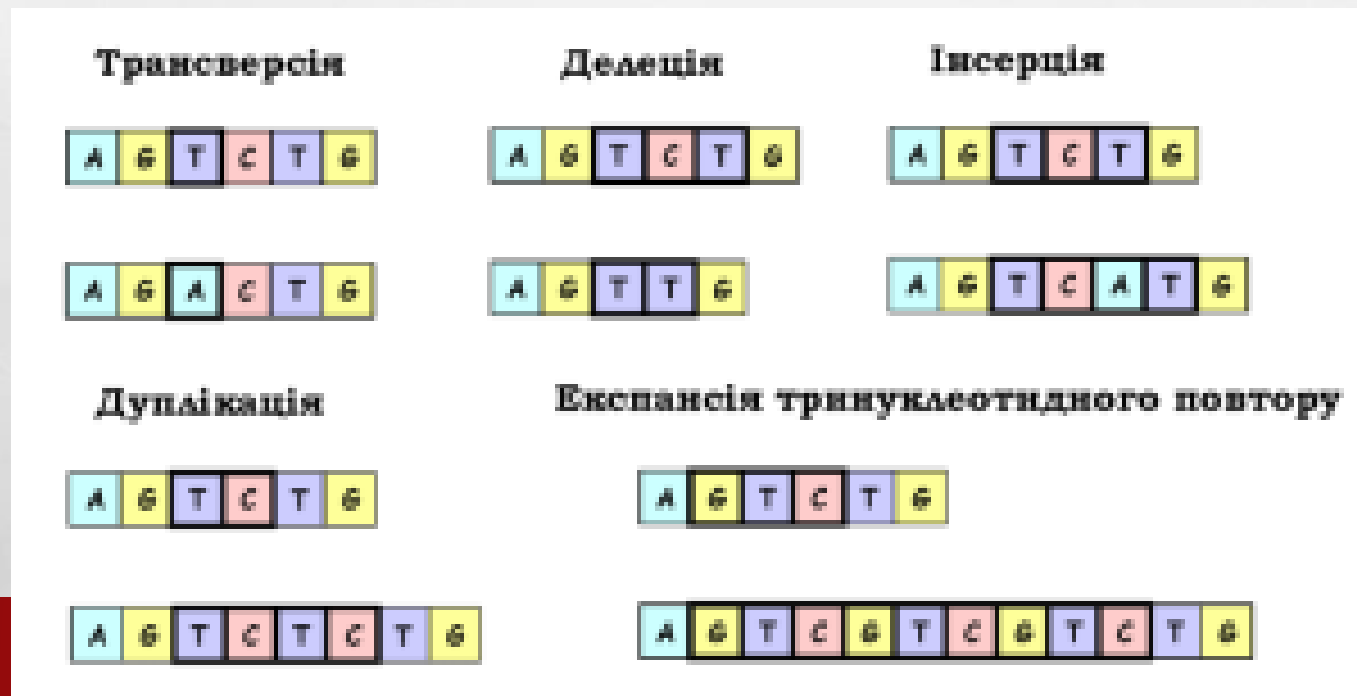 Трансверсія Делеція Інсерція
A G T C T G A G T C T G A G T C T G
A G A C T G A G T T G A G T C A T G
Дуплікація Експансія тринуклеотидного повтору
A G T C T G A G T C T G
A G T C T C T G A G T C G T C G T C T G